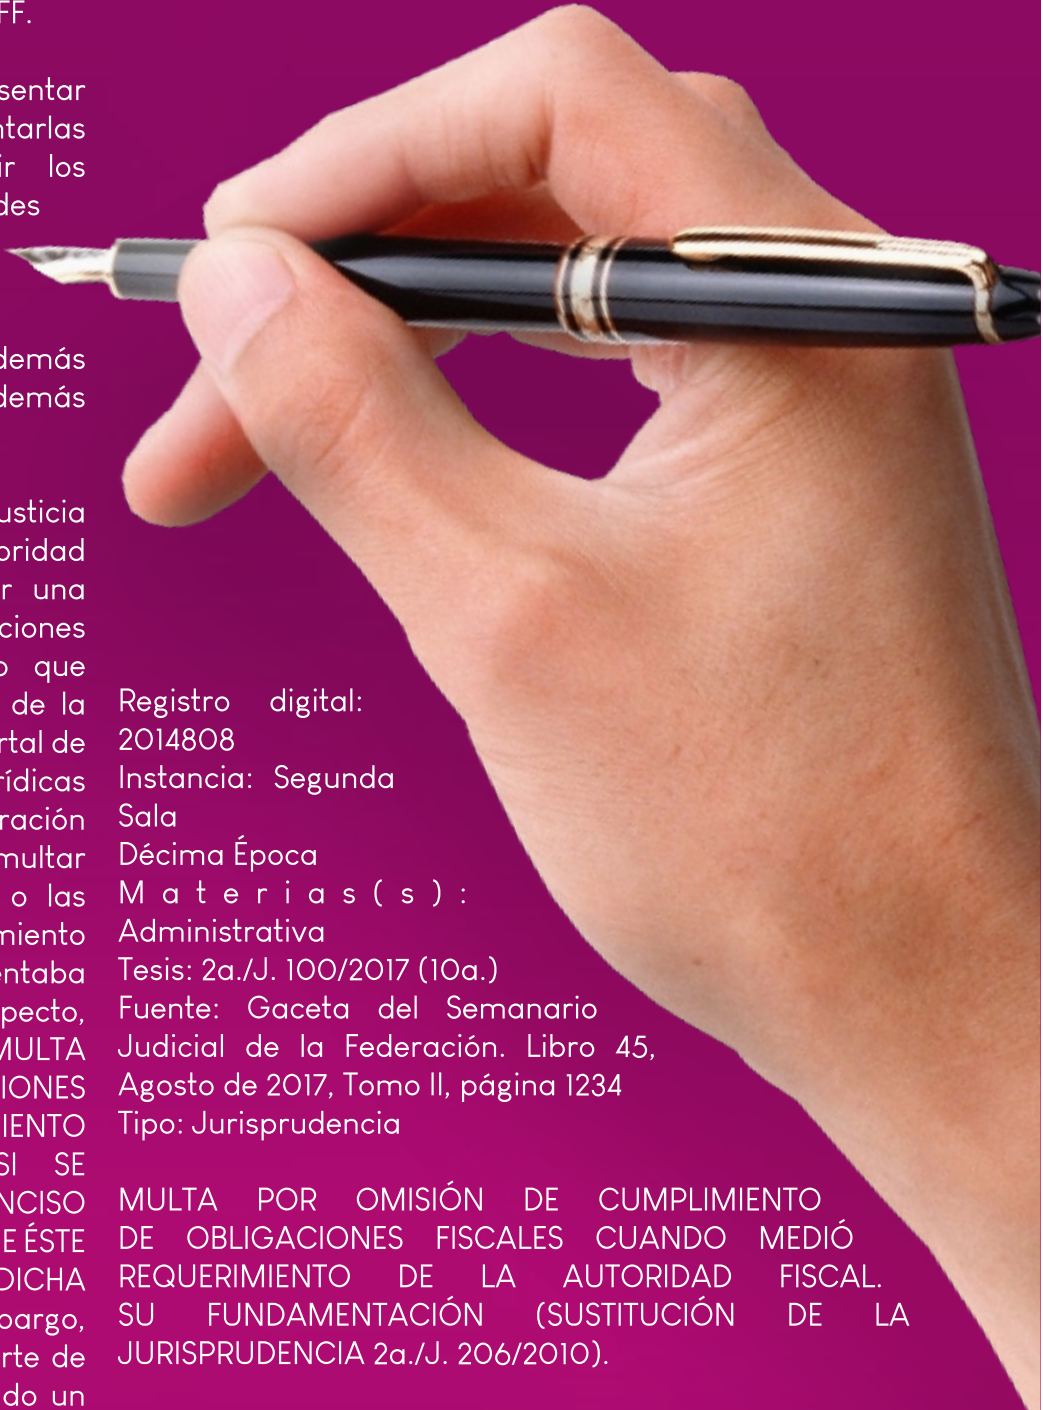 FF.
sentar
ntarlas
ir los
des
demás
demás
usticia
oridad
r una
ciones
o que
de la
rtal de
rídicas
ración
multar
o las
miento
entaba
pecto,
MULTA
IONES
IENTO
SI SE
NCISO
E ÉSTE
DICHA
bargo,
rte de
do un
Registro digital:
2014808
Instancia: Segunda
Sala
Décima Época
Materias(s):
Administrativa
Tesis: 2a./J. 100/2017 (10a.)
Fuente: Gaceta del Semanario
Judicial de la Federación. Libro 45,
Agosto de 2017, Tomo II, página 1234
Tipo: Jurisprudencia
MULTA POR OMISIÓN DE CUMPLIMIENTO
DE OBLIGACIONES FISCALES CUANDO MEDIÓ
REQUERIMIENTO DE LA AUTORIDAD FISCAL.
SU FUNDAMENTACIÓN (SUSTITUCIÓN DE LA
JURISPRUDENCIA 2a./J. 206/2010).